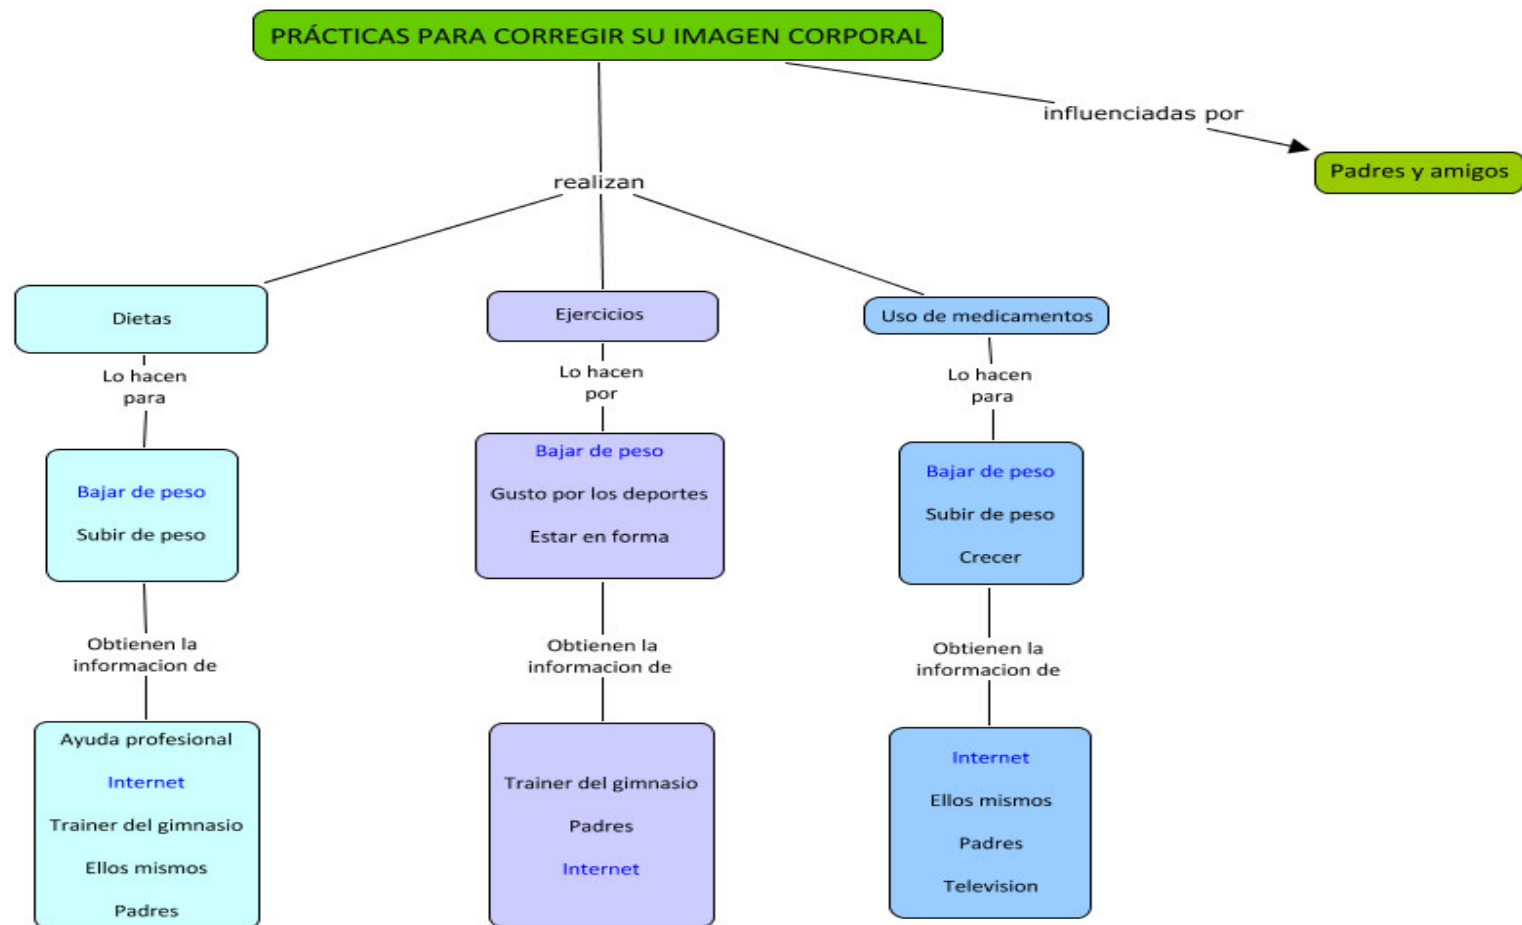 PRÁCTICAS PARA CORREGIR SU IMAGEN CORPORAL
influenciadas por
Padres y amigos
realizan
Dietas
Lo hacen
para
Bajar de peso
Subir de peso
Obtienen la
informacion de
Ayuda profesional
Internet
Trainer del gimnasio
Ellos mismos
Padres
Ejercicios
Lo hacen
por
Bajar de peso
Gusto por los deportes
Estar en forma
Obtienen la
informacion de
Trainer del gimnasio
Padres
Internet
Uso de medicamentos
Lo hacen
para
Bajar de peso
Subir de peso
Crecer
Obtienen la
informacion de
Internet
Ellos mismos
Padres
Television